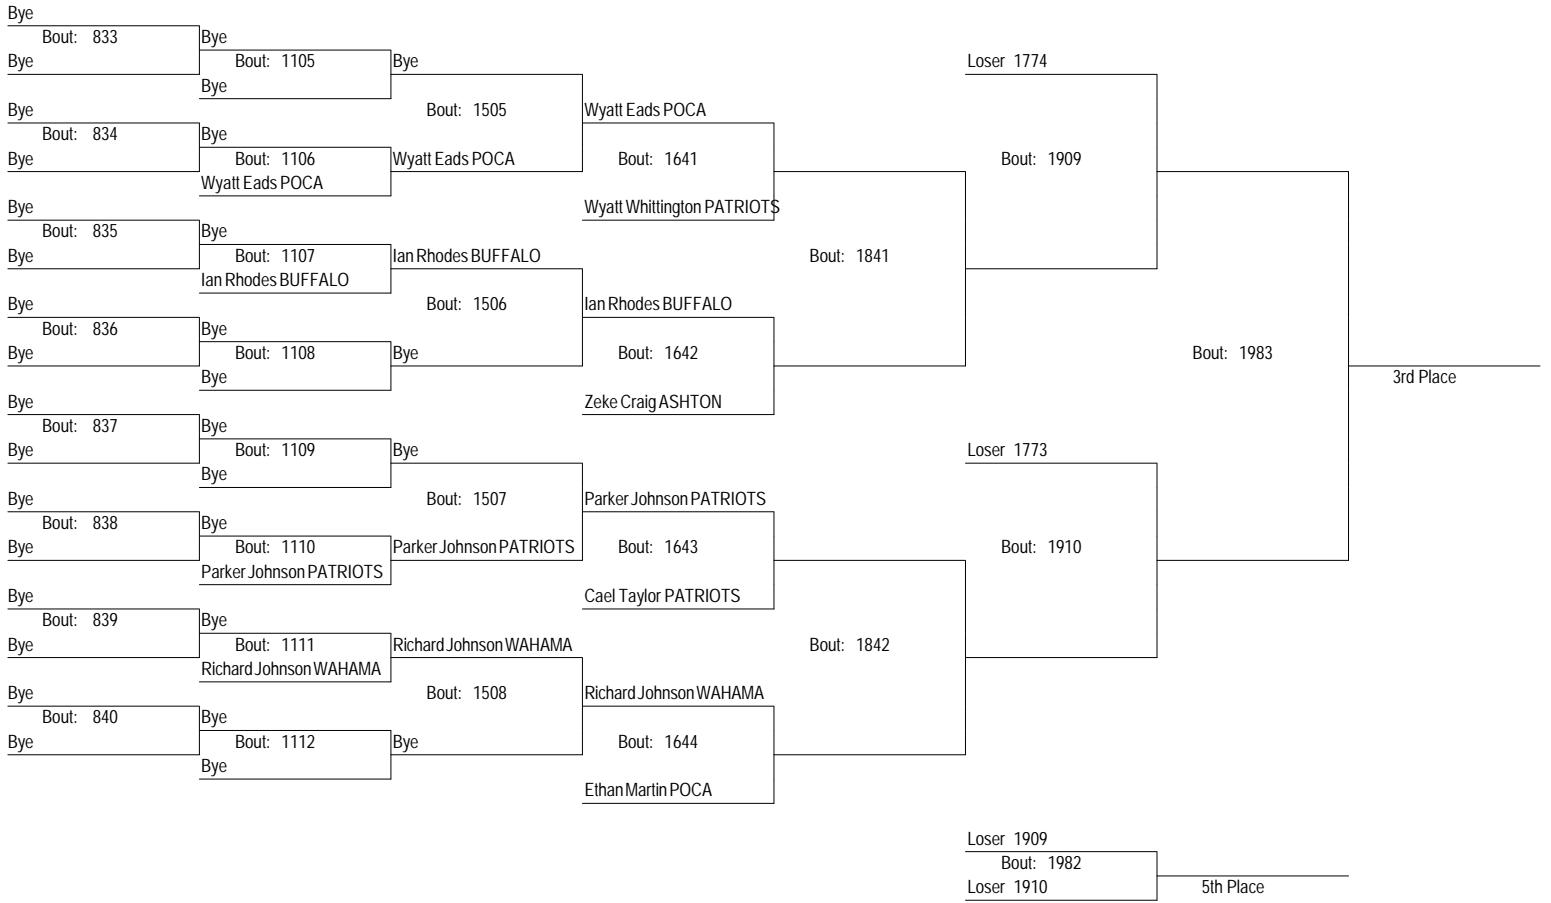 Bye
Bout: 833
Bye
Bye
Bout: 1105
Bye
Bye
Loser 1774
Bye
Bout: 834
Bye
Bye
Bout: 1106
Wyatt Eads POCA
Bout: 1505
Wyatt Eads POCA
Wyatt Eads POCA
Bout: 1641
Wyatt Whittington PATRIOTS
Bout: 1909
Bye
Bout: 835
Bye
Bye
Bout: 1107
Ian Rhodes BUFFALO
Ian Rhodes BUFFALO
Bout: 1841
Bye
Bout: 836
Bye
Bye
Bout: 1108
Bye
Bout: 1506
Bye
Ian Rhodes BUFFALO
Bout: 1642
Zeke Craig ASHTON
Bout: 1983
3rd Place
Bye
Bout: 837
Bye
Bye
Bout: 1109
Bye
Bye
Loser 1773
Bye
Bout: 838
Bye
Bye
Bout: 1110
Parker Johnson PATRIOTS
Bout: 1507
Parker Johnson PATRIOTS
Parker Johnson PATRIOTS
Bout: 1643
Cael Taylor PATRIOTS
Bout: 1910
Bye
Bout: 839
Bye
Bye
Bout: 1111
Richard Johnson WAHAMA
Richard Johnson WAHAMA
Bout: 1842
Bye
Bout: 840
Bye
Bye
Bout: 1112
Bye
Bout: 1508
Bye
Richard Johnson WAHAMA
Bout: 1644
Ethan Martin POCA
Loser 1909
Bout: 1982
Loser 1910
5th Place